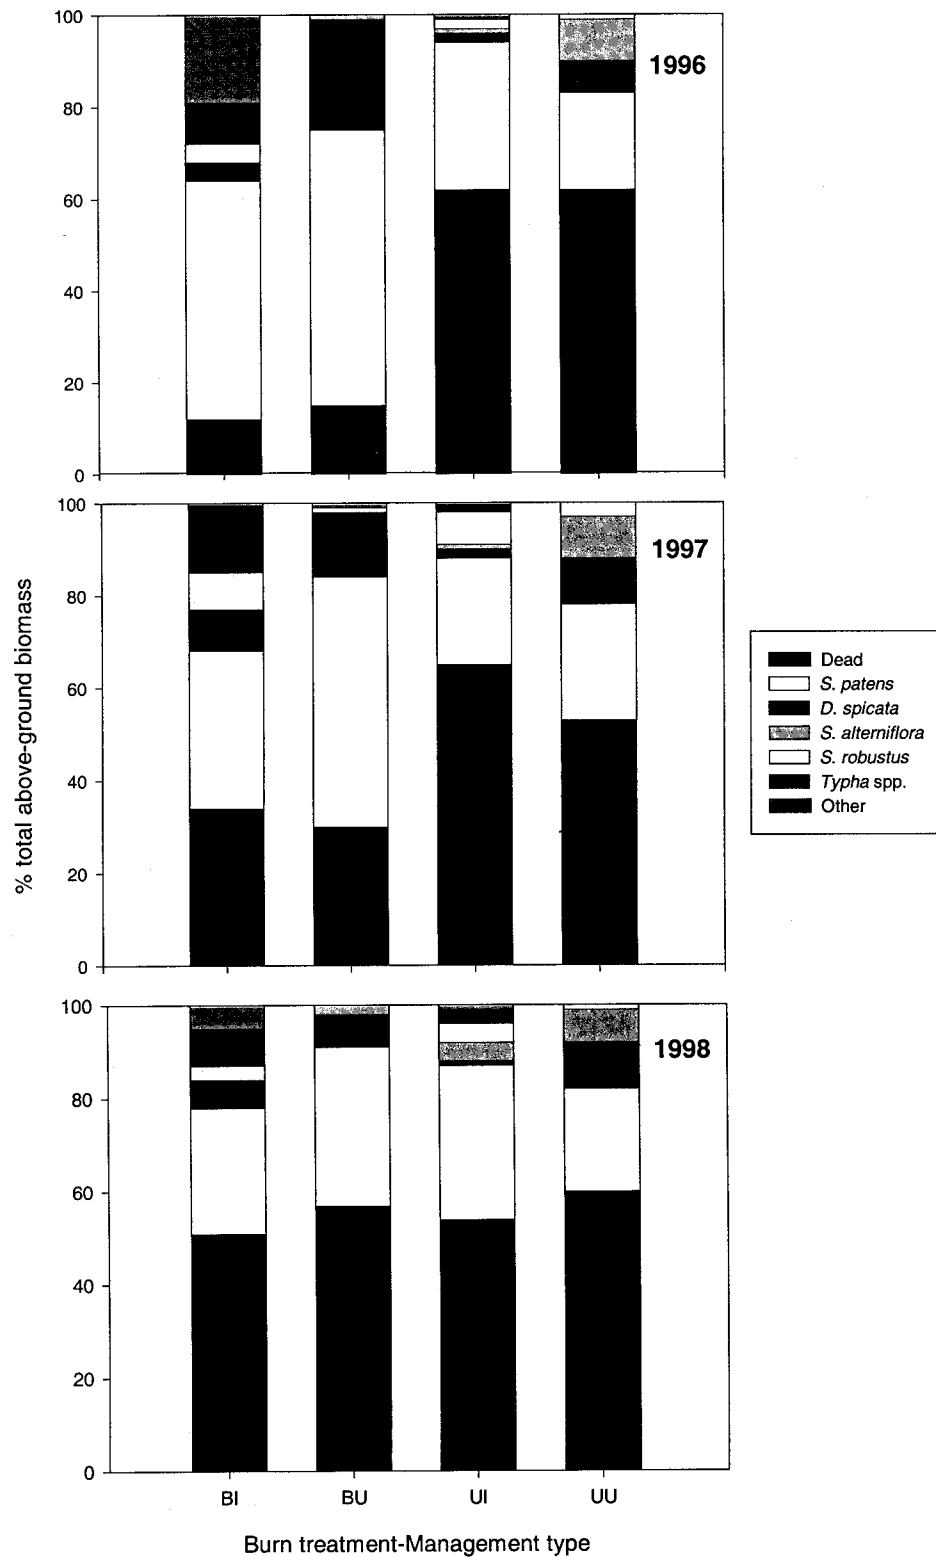 100
80
60
40
20
0
1996
100
80
60
40
20
0
1997
% total above-ground biomass
Dead
S. patens
D. spicata
S. alterniflora
S. robustus
Typha spp.
Other
100
80
60
40
20
0
1998
BI BU UI UU
Burn treatment-Management type